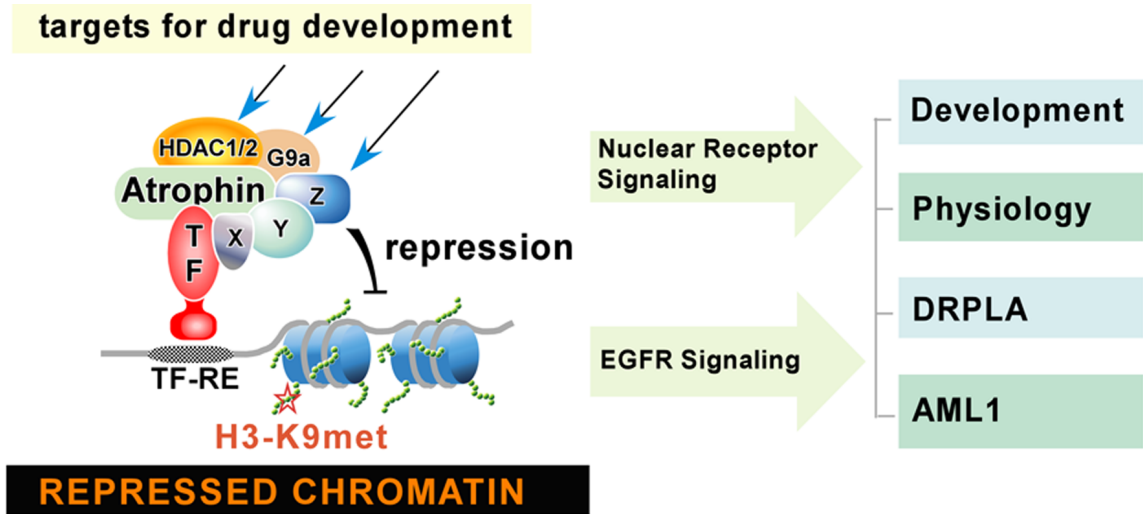 targets for drug development
HDAC1/2
G9a
Atrophin
Z
T
F
X
Y
repression
TF-RE
H3-K9met
REPRESSED CHROMATIN
Nuclear Receptor
Signaling
EGFR Signaling
Development
Physiology
DRPLA
AML1